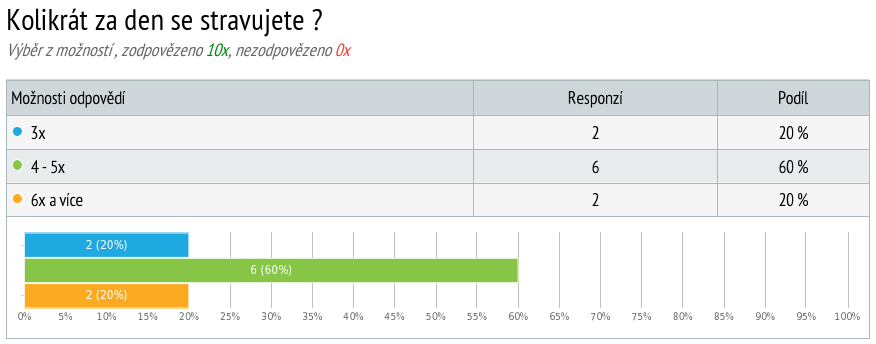 Kolikrát za den se stravujete ?
Výběr z možností , zodpovězeno 10x, nezodpovězeno 0x
Možnosti odpovědí Responzí Podíl
3x 2 20 %
4 - 5x 6 60 %
6x a více 2 20 %
2 (20%)
6 (60%)
2 (20%)
0% 5% 10% 15% 20% 25% 30% 35% 40% 45% 50% 55% 60% 65% 70% 75% 80% 85% 90% 95% 100%